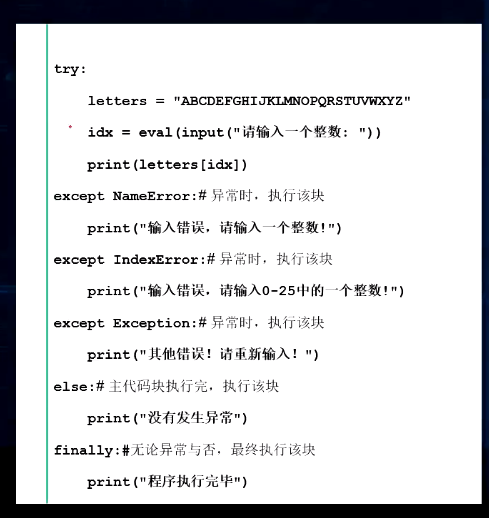 try:
letters = "ABCDEFGHIJKLMNOPQRSTUVWXYZ"
* idx = eval(input("请输入一个整数: "))
print(letters[idx])
except NameError:# 异常时，执行该块
print("输入错误，请输入一个整数!")
except IndexError:# 异常时，执行该块
print("输入错误，请输入0-25中的一个整数!")
except Exception:# 异常时，执行该块
print("其他错误！请重新输入！")
else:# 主代码块执行完，执行该块
print("没有发生异常")
finally:#无论异常与否，最终执行该块
print("程序执行完毕")